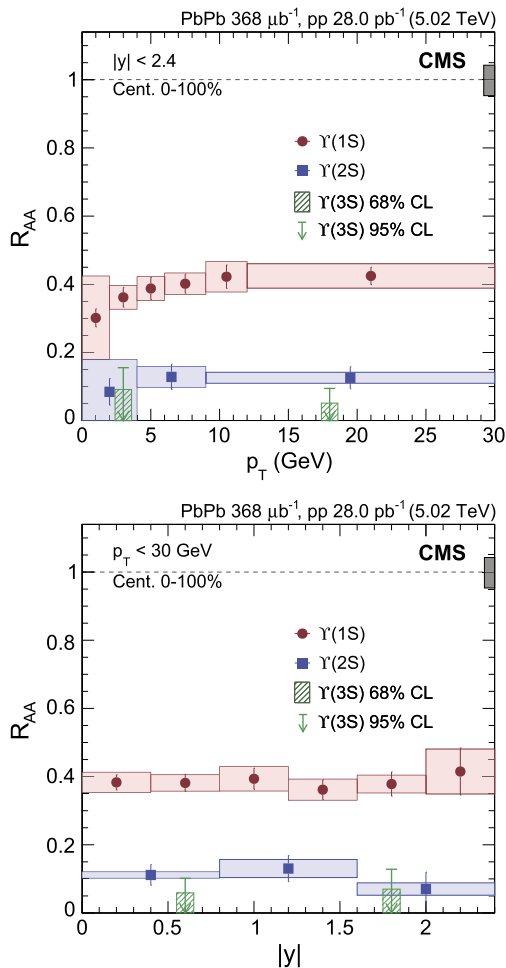 PbPb 368 μb⁻¹, pp 28.0 pb⁻¹ (5.02 TeV)
|y| < 2.4
CMS
Cent. 0-100%
ϒ(1S)
ϒ(2S)
ϒ(3S) 68% CL
ϒ(3S) 95% CL
R_AA
1
0.8
0.6
0.4
0.2
0
0 5 10 15 20 25 30
p_T (GeV)
PbPb 368 μb⁻¹, pp 28.0 pb⁻¹ (5.02 TeV)
p_T < 30 GeV
CMS
Cent. 0-100%
ϒ(1S)
ϒ(2S)
ϒ(3S) 68% CL
ϒ(3S) 95% CL
R_AA
1
0.8
0.6
0.4
0.2
0
0 0.5 1 1.5 2
|y|